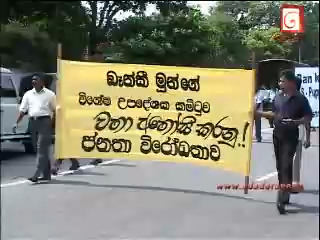 G
බෑන්කී මූන්ගේ
විශේෂ උපදේශක කමිටුව
වහා අහෝසි කරනු..!!
ජනතා විරෝධතාව